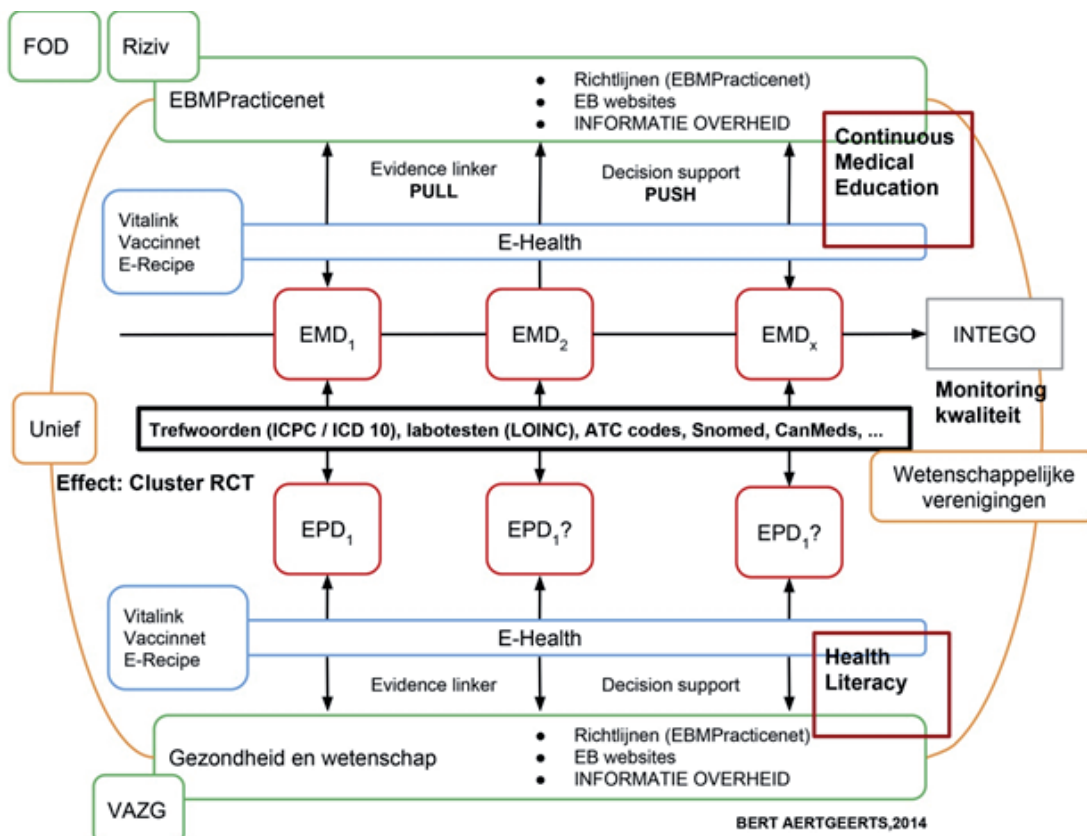 FOD
Riziv
EBMPracticenet
● Richtlijnen (EBMPracticenet)
● EB websites
● INFORMATIE OVERHEID
Continuous
Medical
Education
Evidence linker
PULL
Decision support
PUSH
Vitalink
Vaccinnet
E-Recipe
E-Health
EMD1
EMD2
EMDx
INTEGO
Monitoring
kwaliteit
Unief
Trefwoorden (ICPC / ICD 10), labotesten (LOINC), ATC codes, Snomed, CanMeds, ...
Effect: Cluster RCT
Wetenschappelijke
verenigingen
EPD1
EPD1?
EPD1?
Vitalink
Vaccinnet
E-Recipe
E-Health
Health
Literacy
Evidence linker
Decision support
Gezondheid en wetenschap
● Richtlijnen (EBMPracticenet)
● EB websites
● INFORMATIE OVERHEID
VAZG
BERT AERTGEERTS,2014